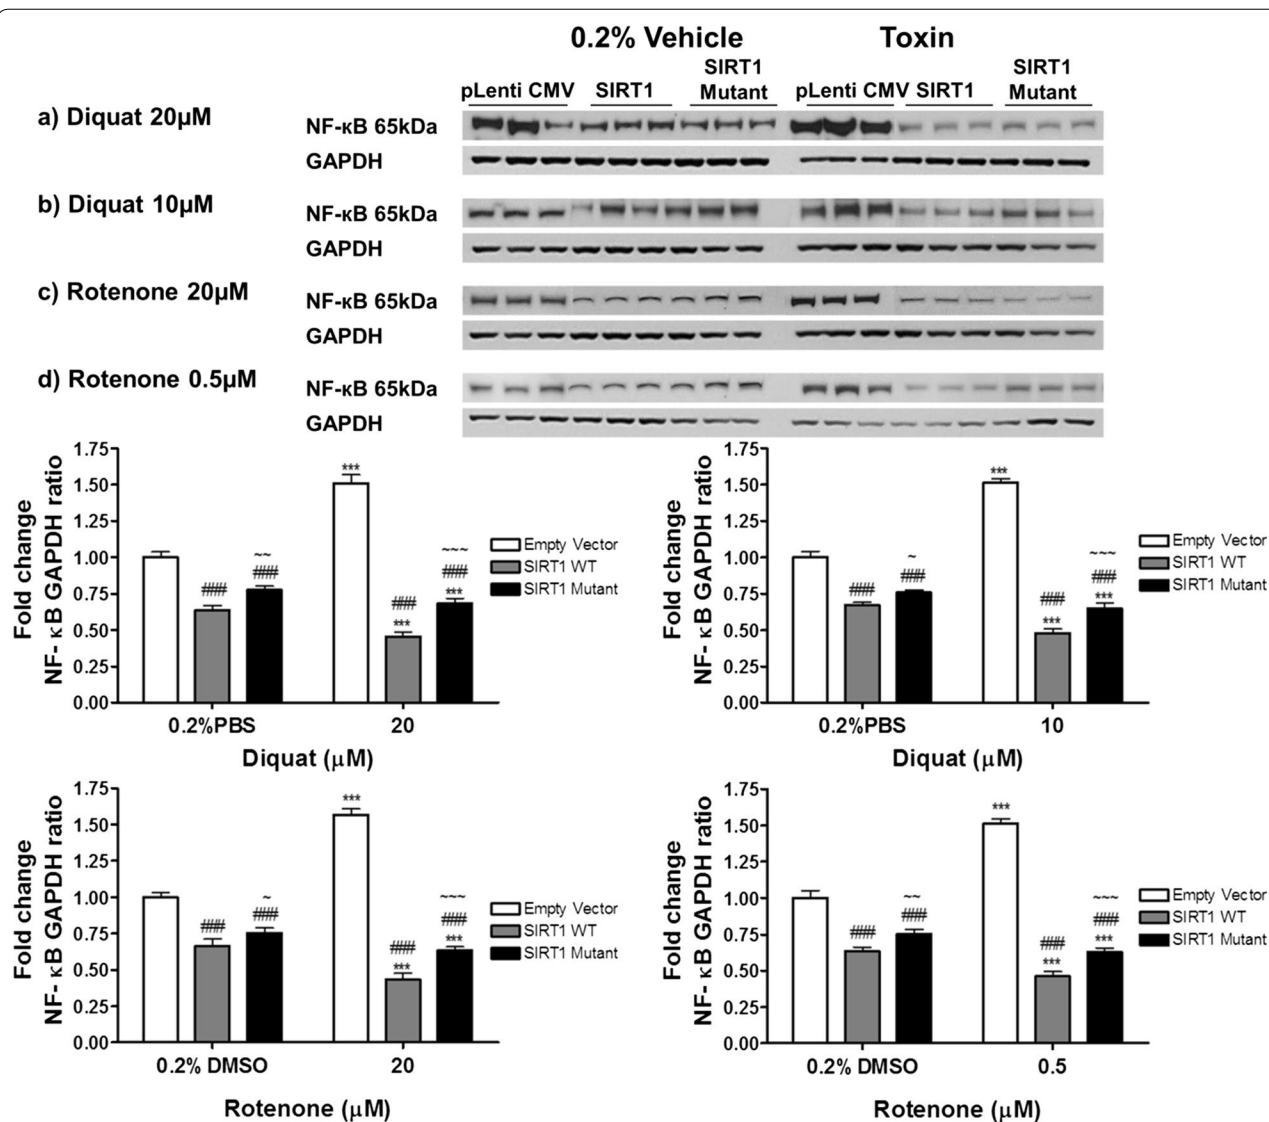 0.2% Vehicle Toxin
pLenti CMV SIRT1 SIRT1 Mutant pLenti CMV SIRT1 SIRT1 Mutant
a) Diquat 20μM
NF-κB 65kDa
GAPDH
b) Diquat 10μM
NF-κB 65kDa
GAPDH
c) Rotenone 20μM
NF-κB 65kDa
GAPDH
d) Rotenone 0.5μM
NF-κB 65kDa
GAPDH
Fold change
NF- κB GAPDH ratio
1.75
1.50
1.25
1.00
0.75
0.50
0.25
0.00
###
~~
###
***
###
***
~~~
###
***
Empty Vector
SIRT1 WT
SIRT1 Mutant
0.2%PBS 20
Diquat (μM)
Fold change
NF- κB GAPDH ratio
1.75
1.50
1.25
1.00
0.75
0.50
0.25
0.00
###
~
###
***
###
***
~~~
###
***
Empty Vector
SIRT1 WT
SIRT1 Mutant
0.2%PBS 10
Diquat (μM)
Fold change
NF- κB GAPDH ratio
1.75
1.50
1.25
1.00
0.75
0.50
0.25
0.00
###
~
###
***
###
***
~~~
###
***
Empty Vector
SIRT1 WT
SIRT1 Mutant
0.2% DMSO 20
Rotenone (μM)
Fold change
NF- κB GAPDH ratio
1.75
1.50
1.25
1.00
0.75
0.50
0.25
0.00
###
~~
###
***
###
***
~~~
###
***
Empty Vector
SIRT1 WT
SIRT1 Mutant
0.2% DMSO 0.5
Rotenone (μM)